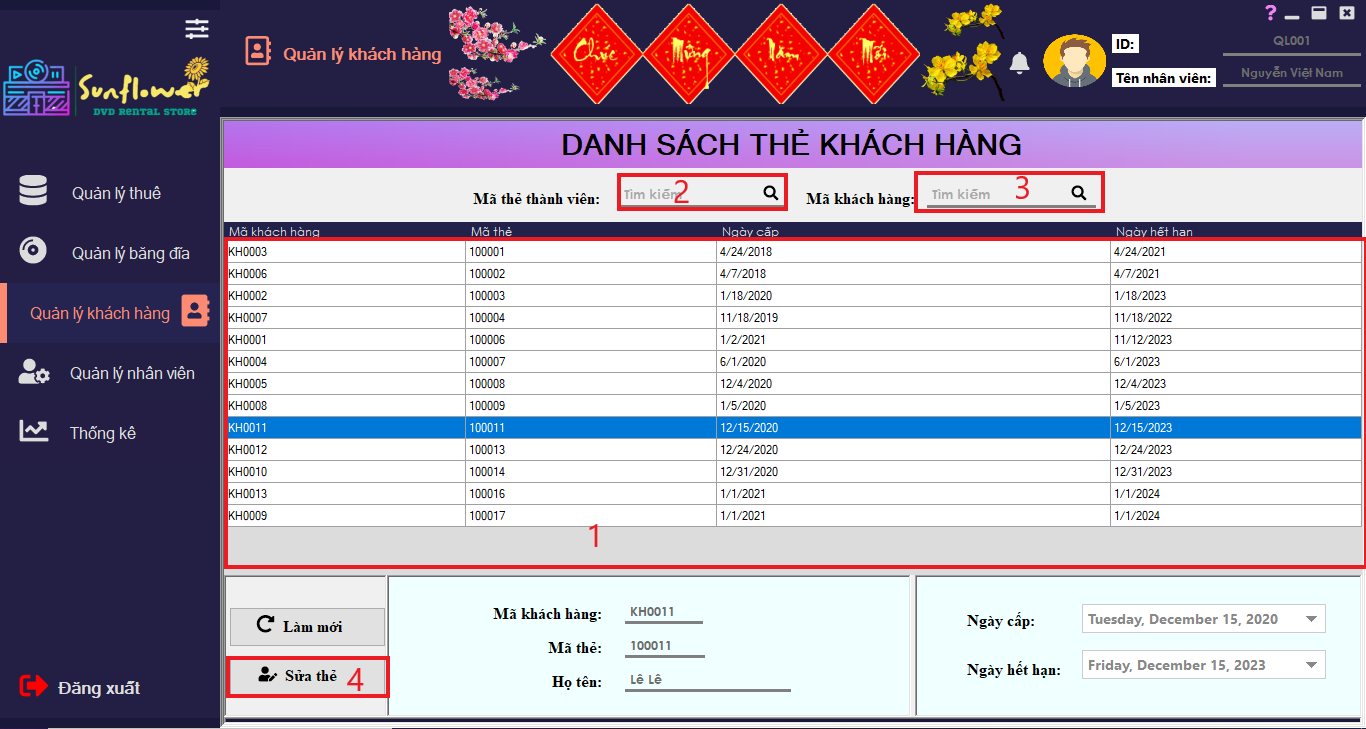 Quản lý khách hàng
Chúc Mừng Năm Mới
?
ID:
QL001
Tên nhân viên:
Nguyễn Việt Nam
Sunflower
DVD RENTAL STORE
Quản lý thuê
Quản lý băng đĩa
Quản lý khách hàng
Quản lý nhân viên
Thống kê
Đăng xuất
DANH SÁCH THẺ KHÁCH HÀNG
Mã thẻ thành viên: Tìm kiếm 2 Mã khách hàng: Tìm kiếm 3
Mã khách hàng Mã thẻ Ngày cấp Ngày hết hạn
KH0003 100001 4/24/2018 4/24/2021
KH0006 100002 4/7/2018 4/7/2021
KH0002 100003 1/18/2020 1/18/2023
KH0007 100004 11/18/2019 11/18/2022
KH0001 100006 1/2/2021 11/12/2023
KH0004 100007 6/1/2020 6/1/2023
KH0005 100008 12/4/2020 12/4/2023
KH0008 100009 1/5/2020 1/5/2023
KH0011 100011 12/15/2020 12/15/2023
KH0012 100013 12/24/2020 12/24/2023
KH0010 100014 12/31/2020 12/31/2023
KH0013 100016 1/1/2021 1/1/2024
KH0009 100017 1/1/2021 1/1/2024
1
Làm mới
Sửa thẻ 4
Mã khách hàng: KH0011
Mã thẻ: 100011
Họ tên: Lê Lê
Ngày cấp: Tuesday, December 15, 2020
Ngày hết hạn: Friday, December 15, 2023